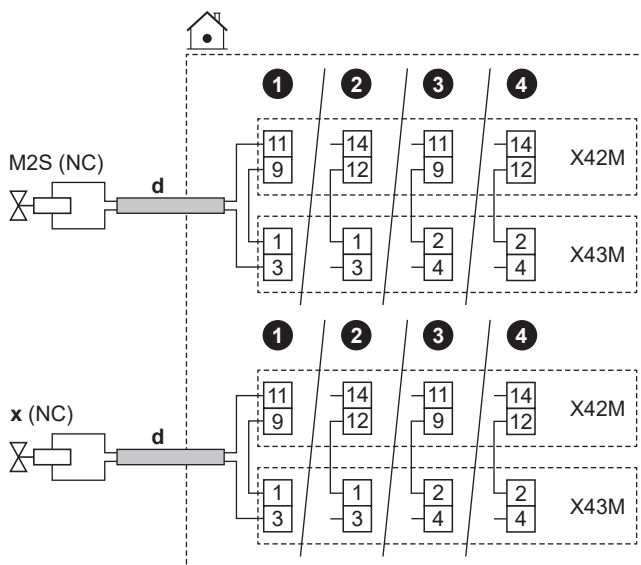 1 2 3 4
11 14 11 14 X42M
M2S (NC)
9 12 9 12
d
1 1 2 2 X43M
3 3 4 4
1 2 3 4
11 14 11 14 X42M
x (NC)
9 12 9 12
d
1 1 2 2 X43M
3 3 4 4